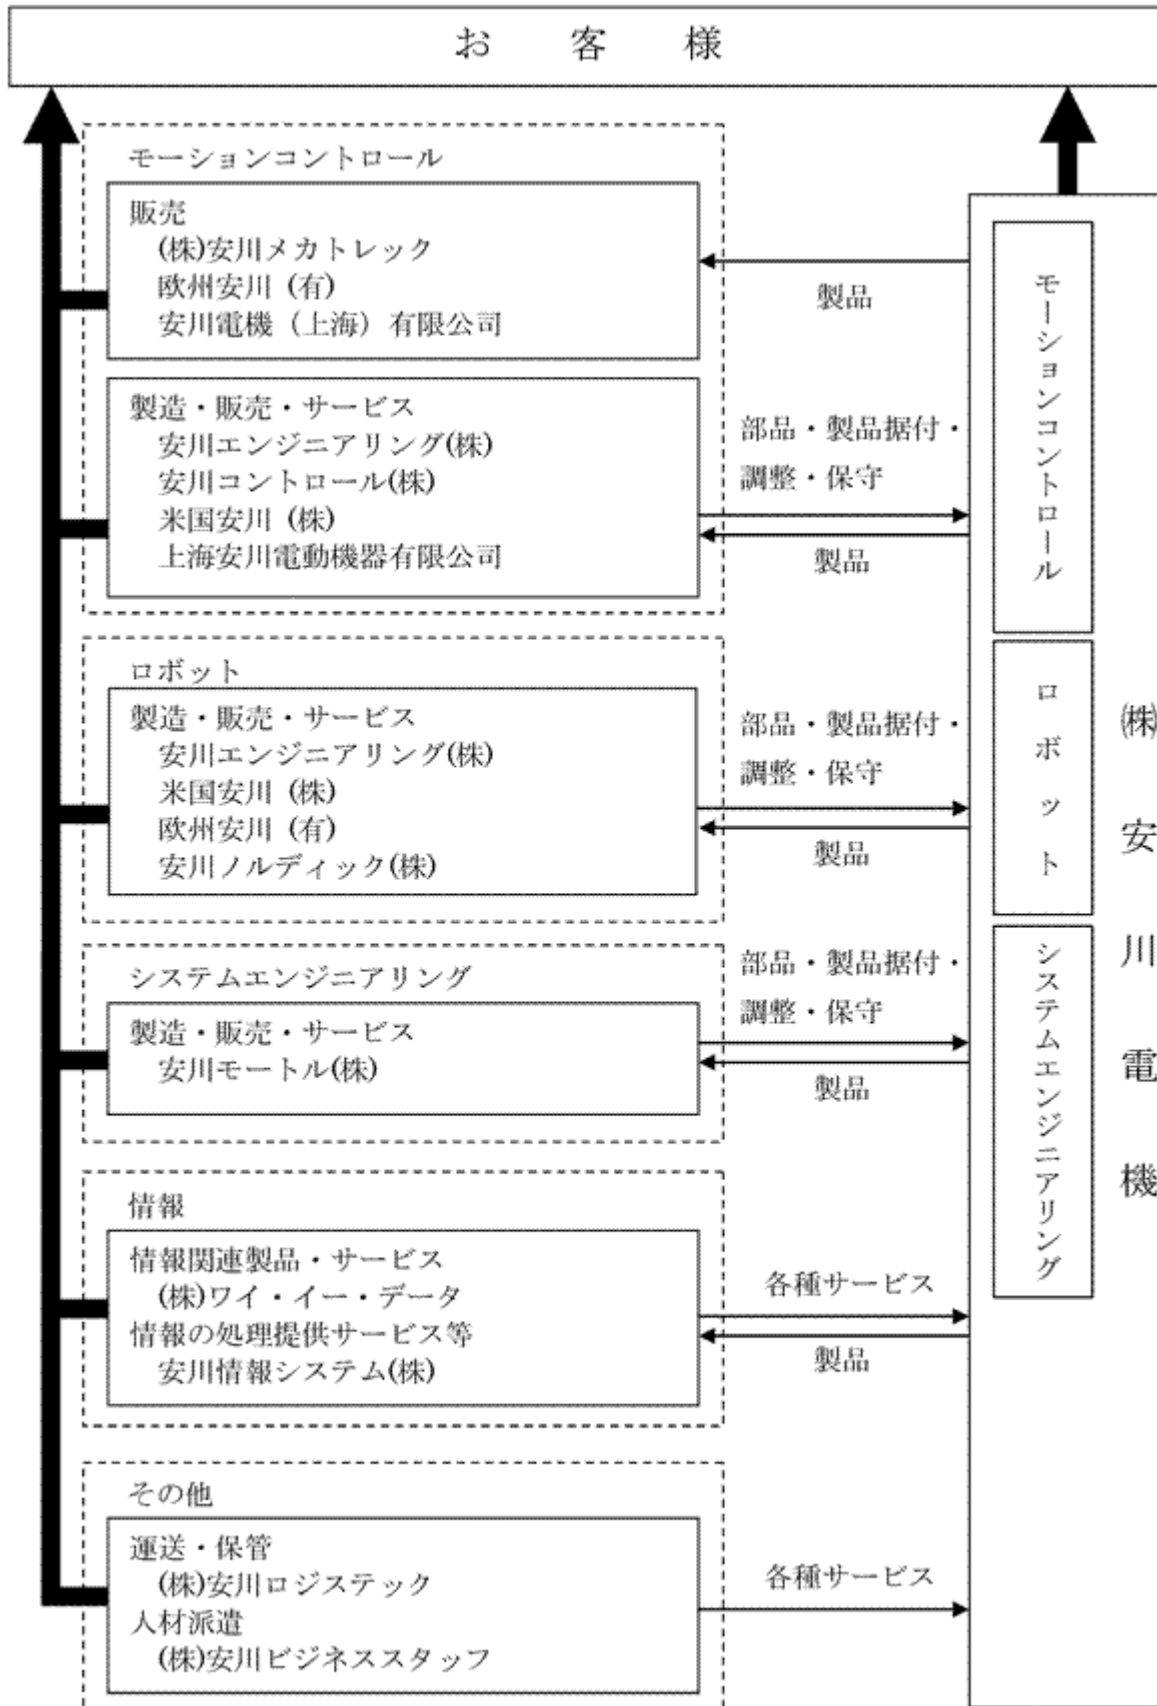 お客様
モーションコントロール
販売
(株)安川メカトレック
欧州安川 (有)
安川電機（上海）有限公司
製品
製造・販売・サービス
安川エンジニアリング(株)
安川コントロール(株)
米国安川 (株)
上海安川電動機器有限公司
部品・製品据付・
調整・保守
製品
ロボット
製造・販売・サービス
安川エンジニアリング(株)
米国安川 (株)
欧州安川 (有)
安川ノルディック(株)
部品・製品据付・
調整・保守
製品
システムエンジニアリング
製造・販売・サービス
安川モートル(株)
部品・製品据付・
調整・保守
製品
情報
情報関連製品・サービス
(株)ワイ・イー・データ
情報の処理提供サービス等
安川情報システム(株)
各種サービス
製品
その他
運送・保管
(株)安川ロジステック
人材派遣
(株)安川ビジネススタッフ
各種サービス
モーションコントロール
ロボット
システムエンジニアリング
㈱安川電機